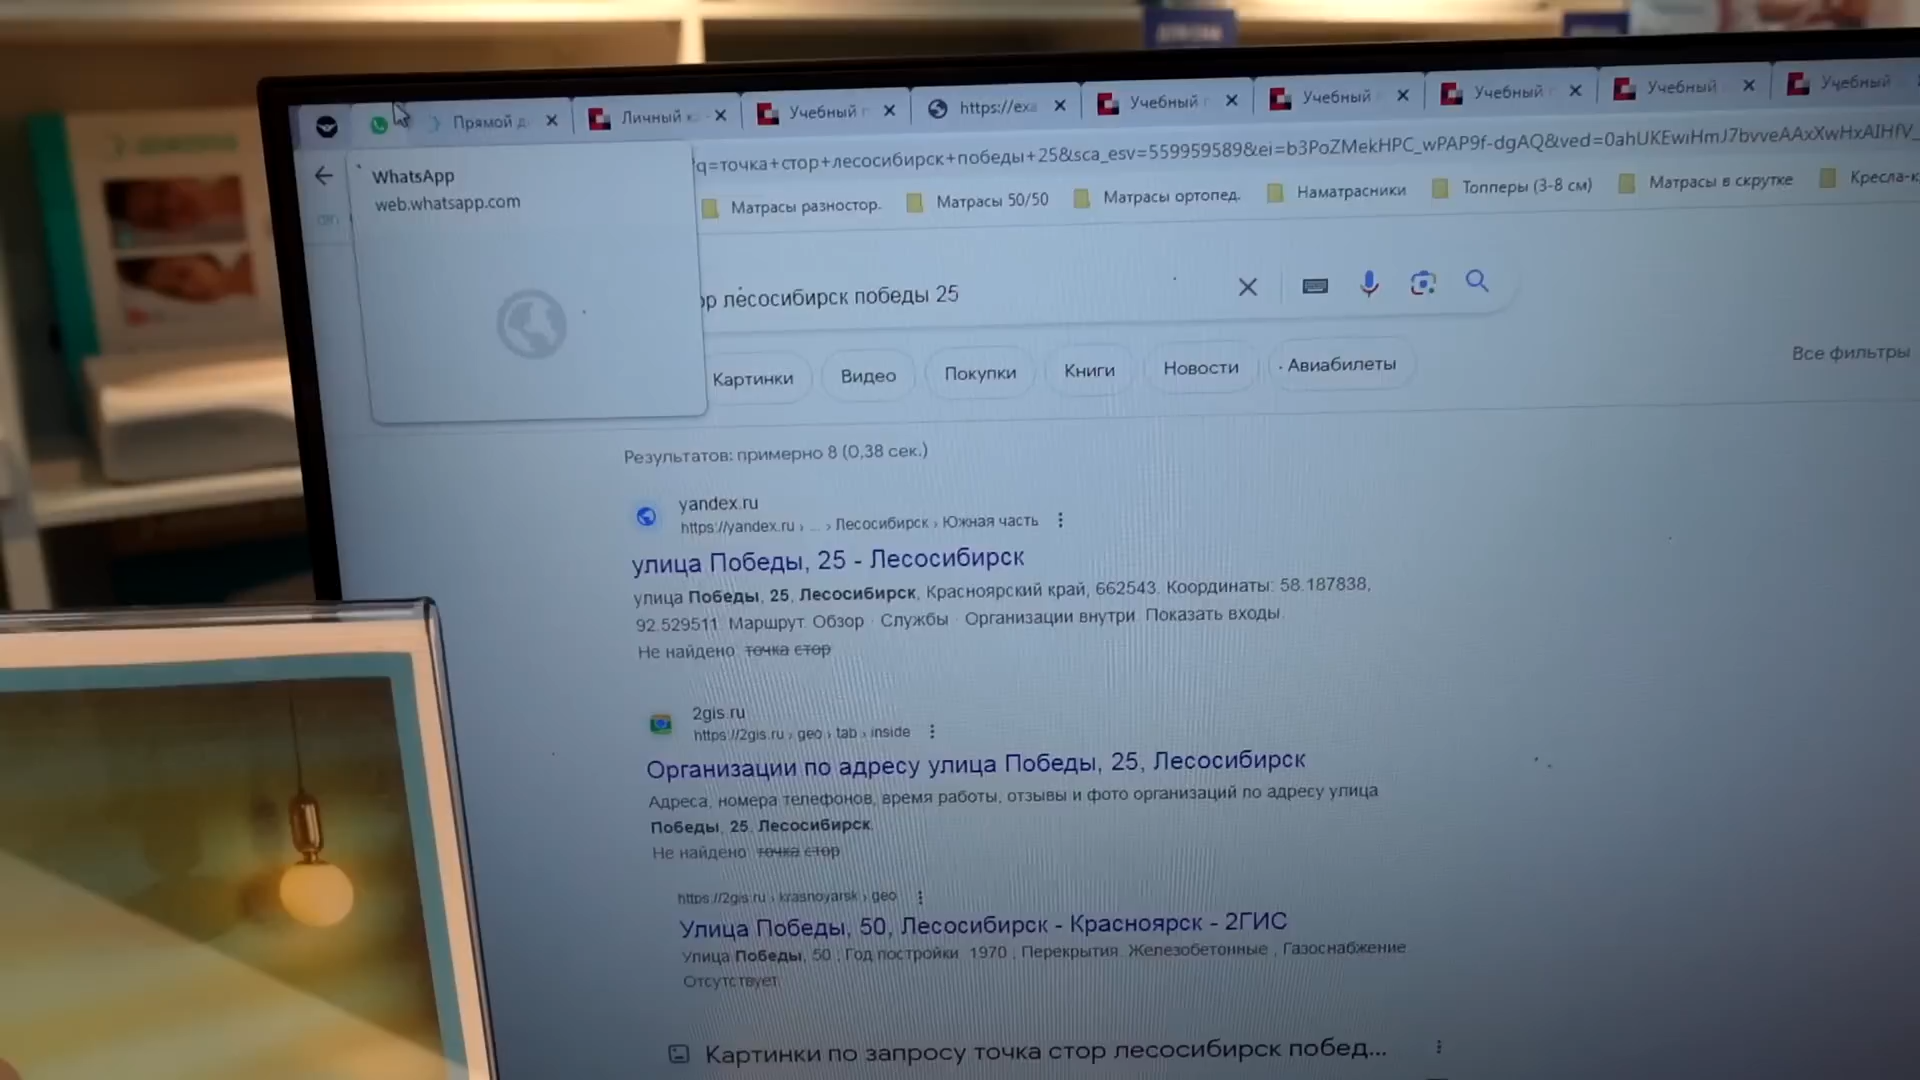 Прямой д
Личный к
Учебный
https://exa
Учебный
Учебный
Учебный
Учебный
Учебный
WhatsApp
web.whatsapp.com
q=точка+стор+лесосибирск+победы+25&sca_esv=559959589&ei=b3PoZMekHPC_wPAP9f-dgAQ&ved=0ahUKEwiHmJ7bvveAAxXwHxAIHfV_
Матрасы разностор.
Матрасы 50/50
Матрасы ортопед.
Наматрасники
Топперы (3-8 см)
Матрасы в скрутке
Кресла-к
ор лесосибирск победы 25
Картинки
Видео
Покупки
Книги
Новости
Авиабилеты
Все фильтры
Результатов: примерно 8 (0,38 сек.)
yandex.ru
https://yandex.ru › ... › Лесосибирск › Южная часть
улица Победы, 25 - Лесосибирск
улица Победы, 25, Лесосибирск, Красноярский край, 662543. Координаты: 58.187838,
92.529511. Маршрут. Обзор · Службы · Организации внутри. Показать входы.
Не найдено: точка стор
2gis.ru
https://2gis.ru › geo › tab › inside
Организации по адресу улица Победы, 25, Лесосибирск
Адреса, номера телефонов, время работы, отзывы и фото организаций по адресу улица
Победы, 25, Лесосибирск.
Не найдено: точка стор
https://2gis.ru › krasnoyarsk › geo
Улица Победы, 50, Лесосибирск - Красноярск - 2ГИС
Улица Победы, 50 ; Год постройки. 1970 ; Перекрытия. Железобетонные ; Газоснабжение.
Отсутствует.
Картинки по запросу точка стор лесосибирск побед...